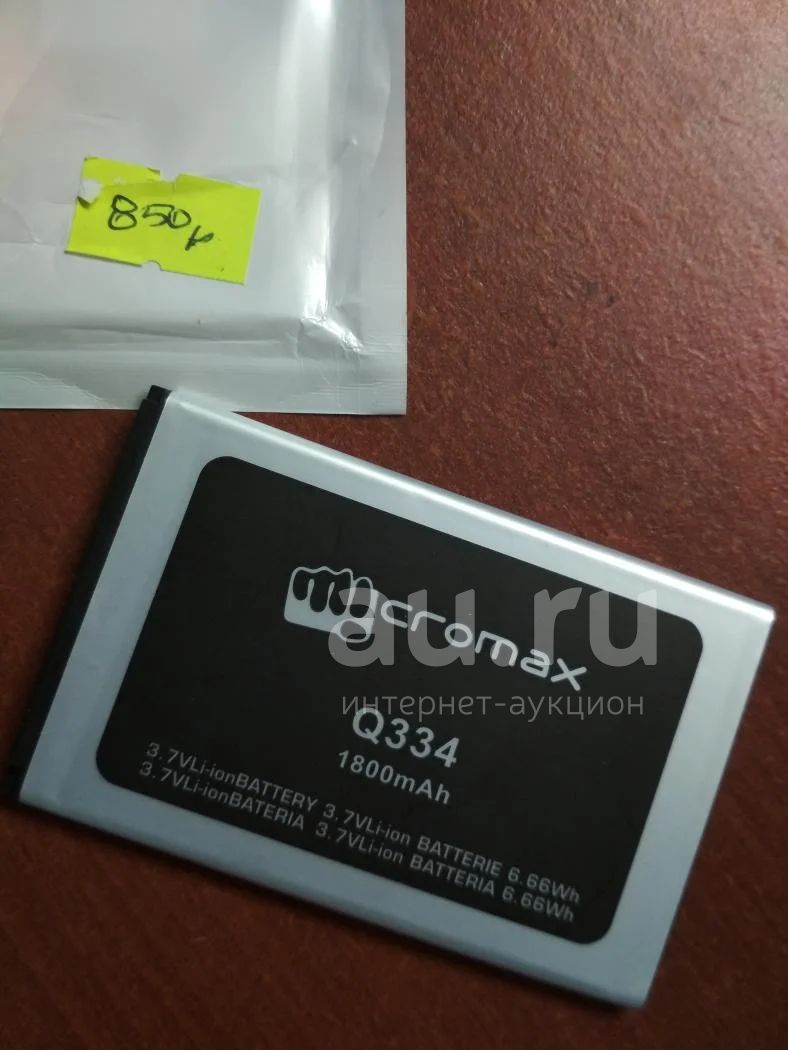 850р
micromax
au.ru
интернет-аукцион
Q334
1800mAh
3.7VLi-ionBATTERY 3.7VLi-ion BATTERIE 6.66Wh
3.7VLi-ionBATERIA 3.7VLi-ion BATTERIA 6.66Wh